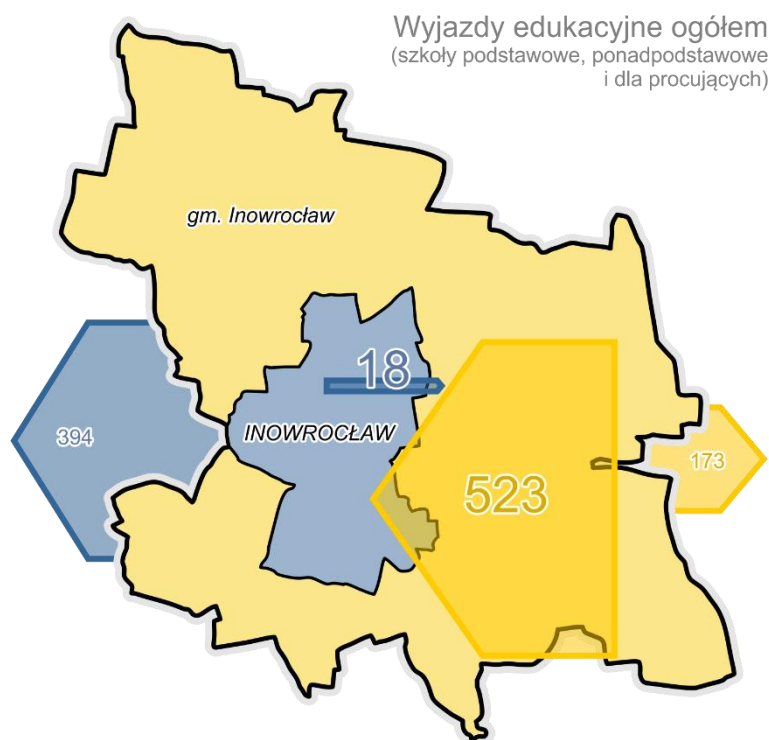 Wyjazdy edukacyjne ogółem
(szkoły podstawowe, ponadpodstawowe
i dla procujących)
gm. Inowrocław
18
394
INOWROCŁAW
173
523